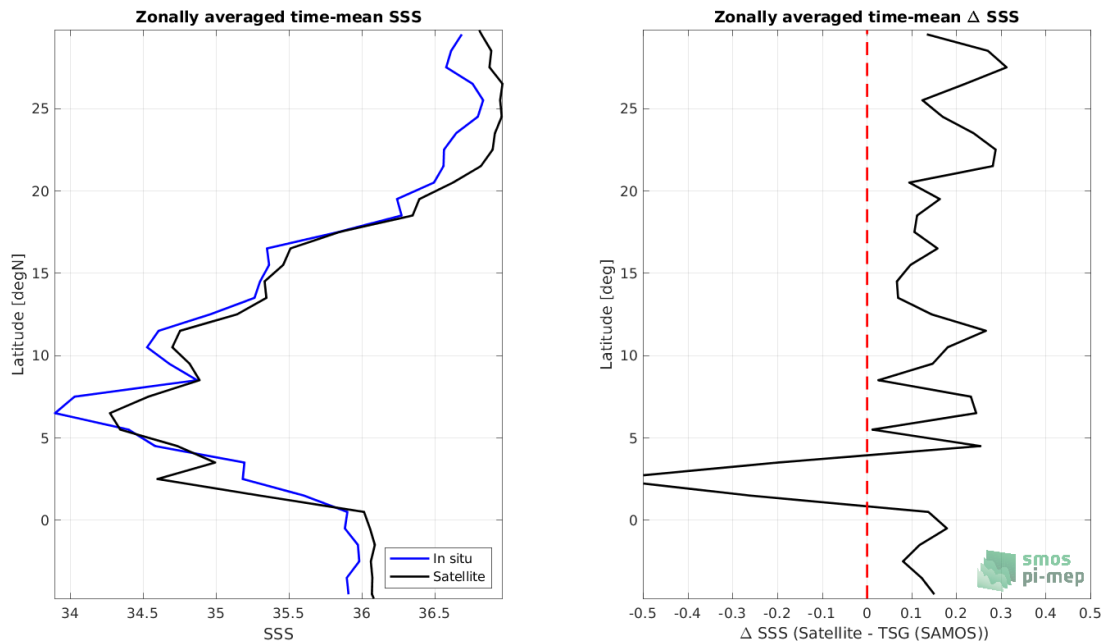 Zonally averaged time-mean SSS
25
20
15
10
5
0
Latitude [degN]
34
34.5
35
35.5
36
36.5
SSS
In situ
Satellite
Zonally averaged time-mean Δ SSS
25
20
15
10
5
0
Latitude [deg]
-0.5
-0.4
-0.3
-0.2
-0.1
0
0.1
0.2
0.3
0.4
0.5
Δ SSS (Satellite - TSG (SAMOS))
smos
pi-mep